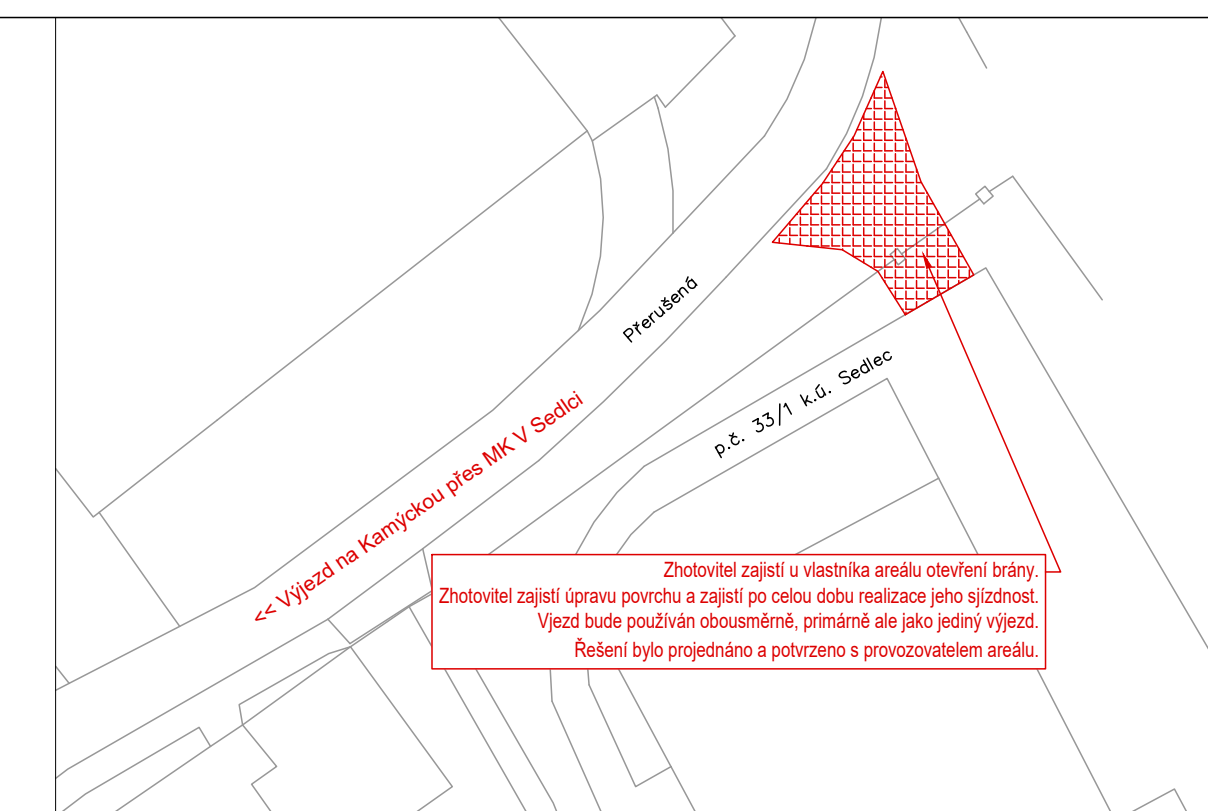 Přerušená
p.č. 33/1 k.ú. Sedlec
<< Výjezd na Kamýckou přes MK V Sedlci
Zhotovitel zajistí u vlastníka areálu otevření brány.
Zhotovitel zajistí úpravu povrchu a zajistí po celou dobu realizace jeho sjízdnost.
Vjezd bude používán obousměrně, primárně ale jako jediný výjezd.
Řešení bylo projednáno a potvrzeno s provozovatelem areálu.